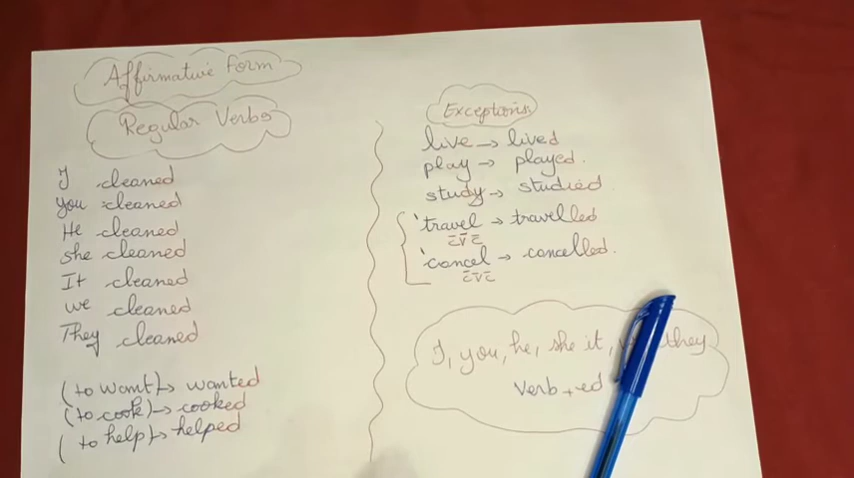 Affirmative Form
Regular Verbs
I cleaned
you cleaned
He cleaned
she cleaned
It cleaned
we cleaned
They cleaned
(to want) → wanted
(to cook) → cooked
(to help) → helped
Exceptions
live → lived
play → played.
study → studied
'travel → travelled
CVC
'cancel → cancelled.
CVC
I, you, he, she it, they
Verb + ed